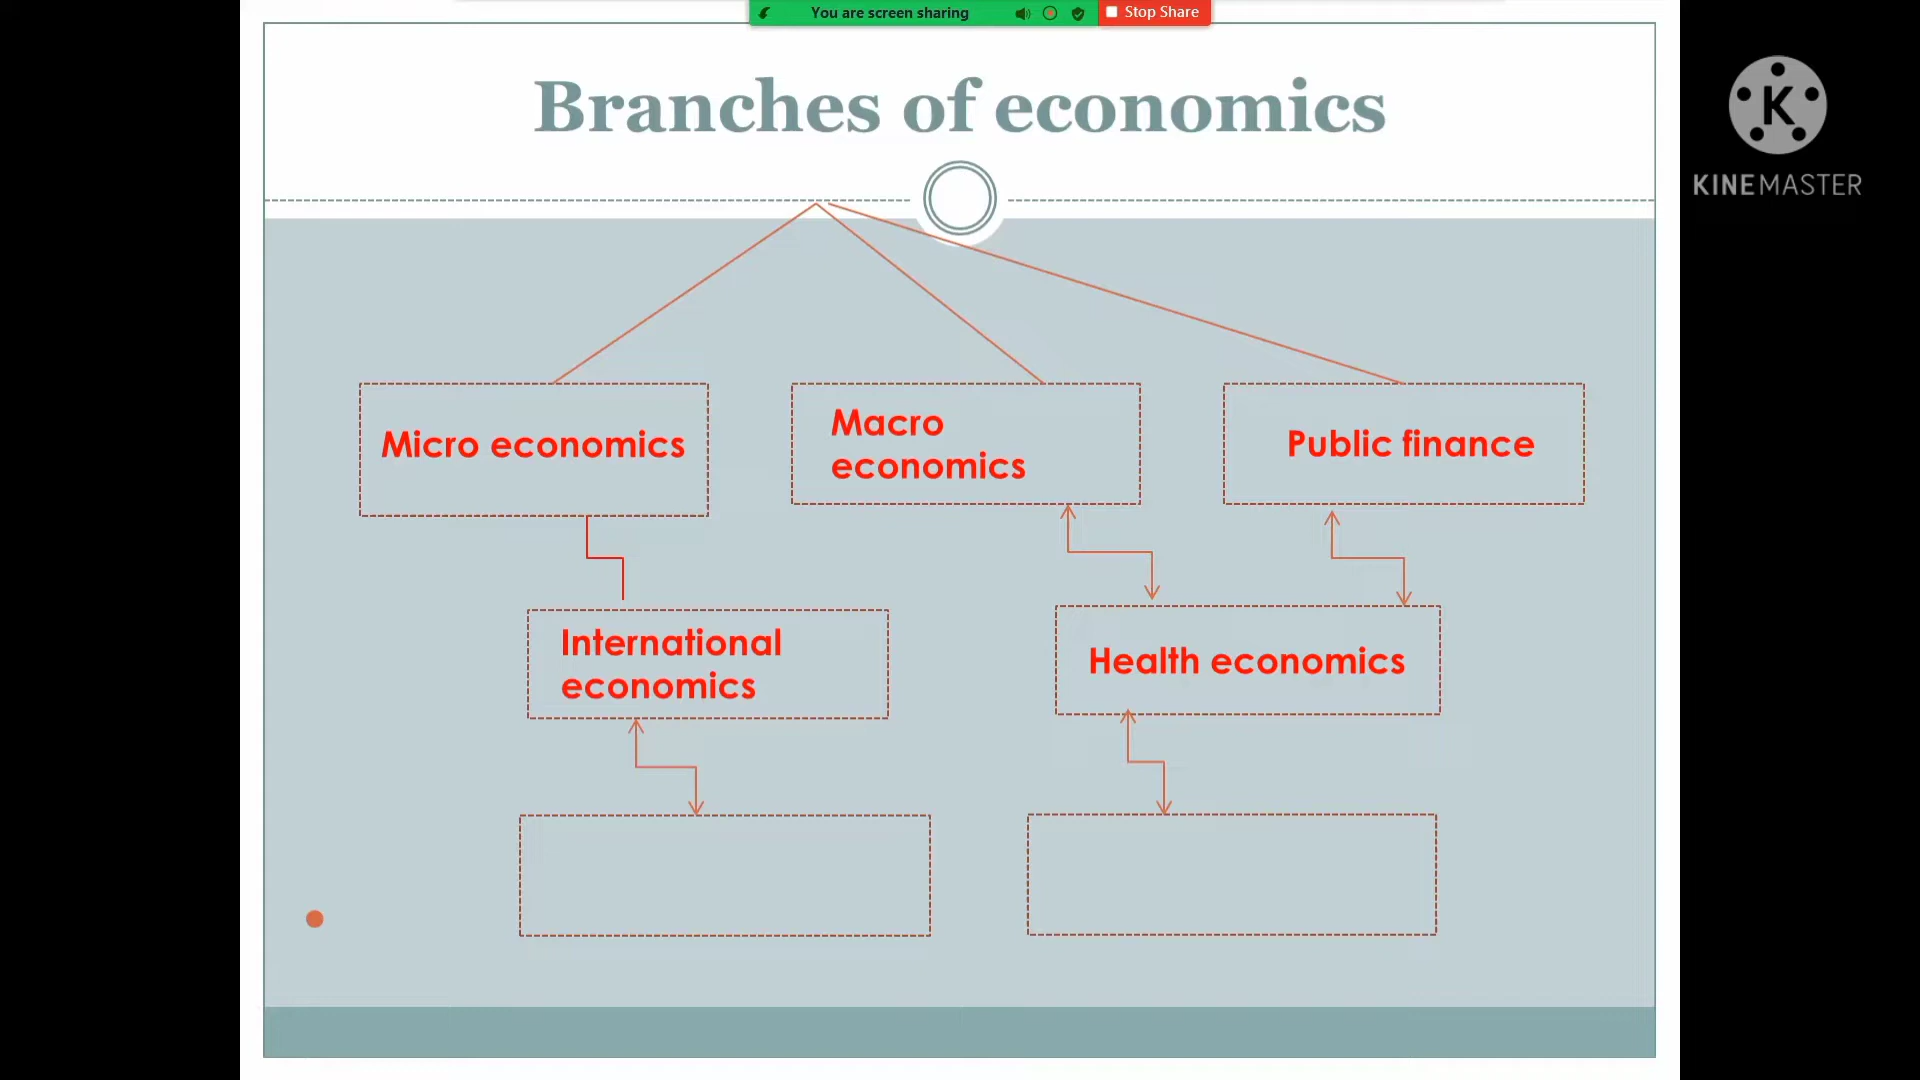 You are screen sharing
Stop Share
Branches of economics
K
KINEMASTER
Micro economics
Macro
economics
Public finance
International
economics
Health economics